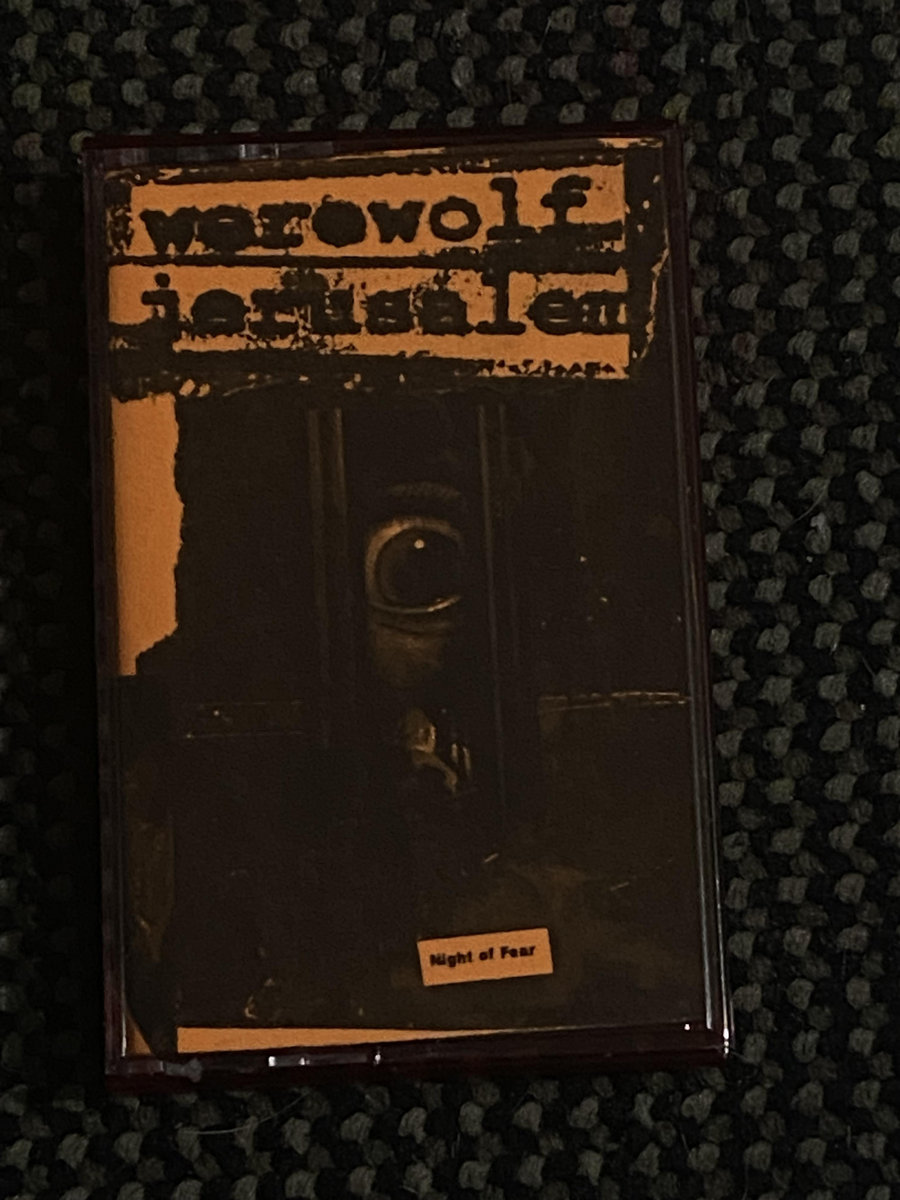 werewolf
jerusalem
Night of Fear